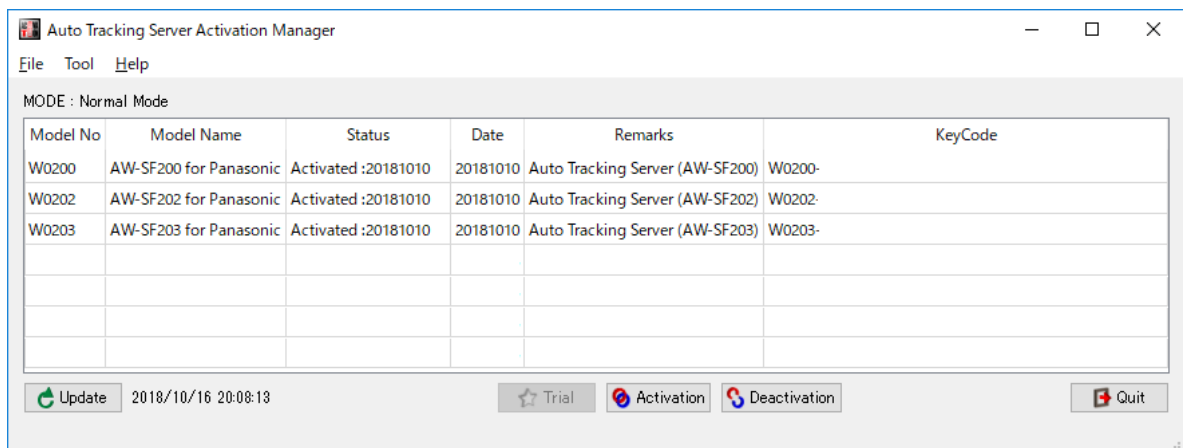 Auto Tracking Server Activation Manager
File Tool Help
MODE : Normal Mode
Model No Model Name Status Date Remarks KeyCode
W0200 AW-SF200 for Panasonic Activated :20181010 20181010 Auto Tracking Server (AW-SF200) W0200-
W0202 AW-SF202 for Panasonic Activated :20181010 20181010 Auto Tracking Server (AW-SF202) W0202-
W0203 AW-SF203 for Panasonic Activated :20181010 20181010 Auto Tracking Server (AW-SF203) W0203-
Update 2018/10/16 20:08:13 Trial Activation Deactivation Quit